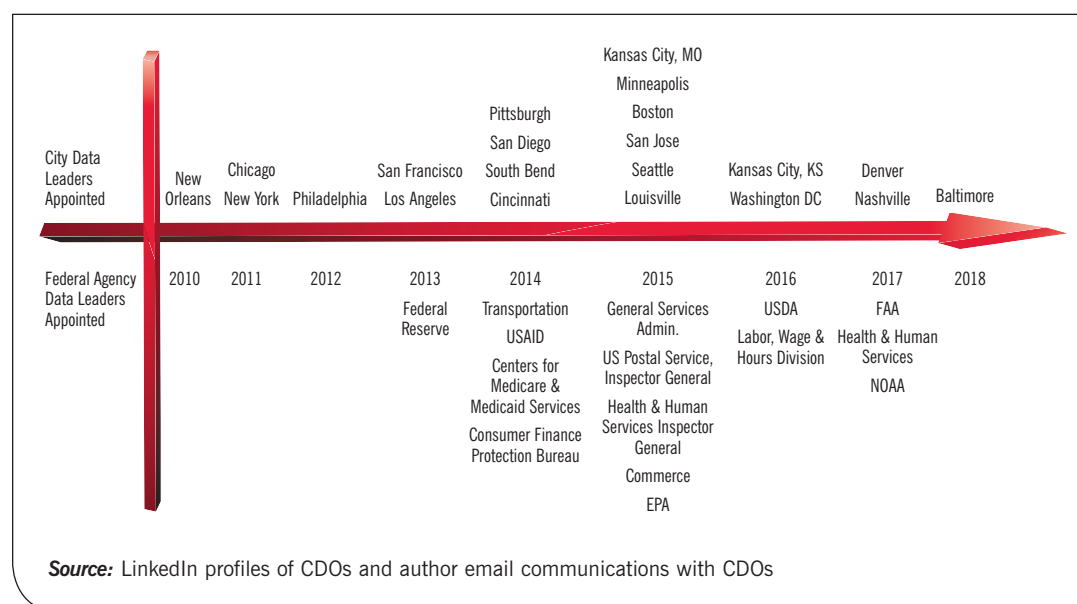 City Data
Leaders
Appointed
New
Orleans
Chicago
New York
Philadelphia
San Francisco
Los Angeles
Pittsburgh
San Diego
South Bend
Cincinnati
Kansas City, MO
Minneapolis
Boston
San Jose
Seattle
Louisville
Kansas City, KS
Washington DC
Denver
Nashville
Baltimore
Federal Agency
Data Leaders
Appointed
2010
2011
2012
2013
Federal
Reserve
2014
Transportation
USAID
Centers for
Medicare &
Medicaid Services
Consumer Finance
Protection Bureau
2015
General Services
Admin.
US Postal Service,
Inspector General
Health & Human
Services Inspector
General
Commerce
EPA
2016
USDA
Labor, Wage &
Hours Division
2017
FAA
Health & Human
Services
NOAA
2018
Source: LinkedIn profiles of CDOs and author email communications with CDOs